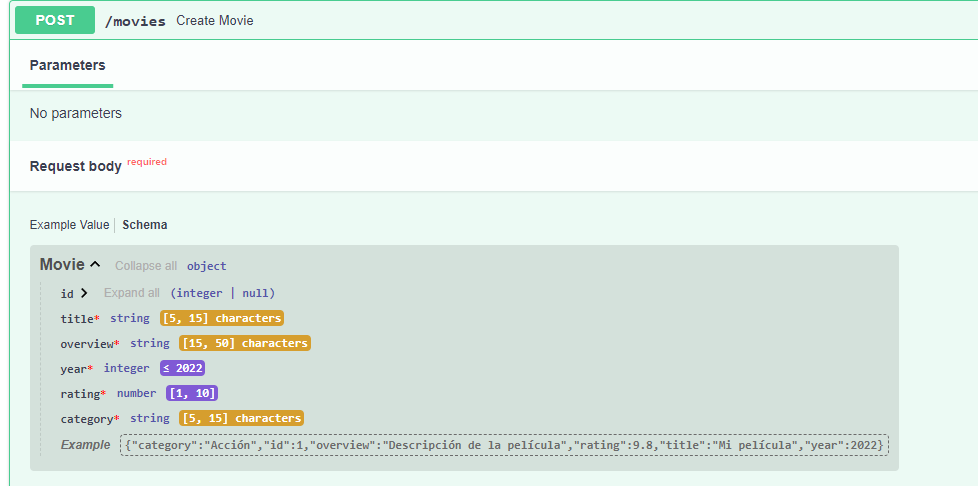 POST /movies Create Movie
Parameters
No parameters
Request body required
Example Value Schema
Movie Collapse all object
id Expand all (integer | null)
title* string [5, 15] characters
overview* string [15, 50] characters
year* integer ≤ 2022
rating* number [1, 10]
category* string [5, 15] characters
Example {"category":"Acción","id":1,"overview":"Descripción de la película","rating":9.8,"title":"Mi película","year":2022}